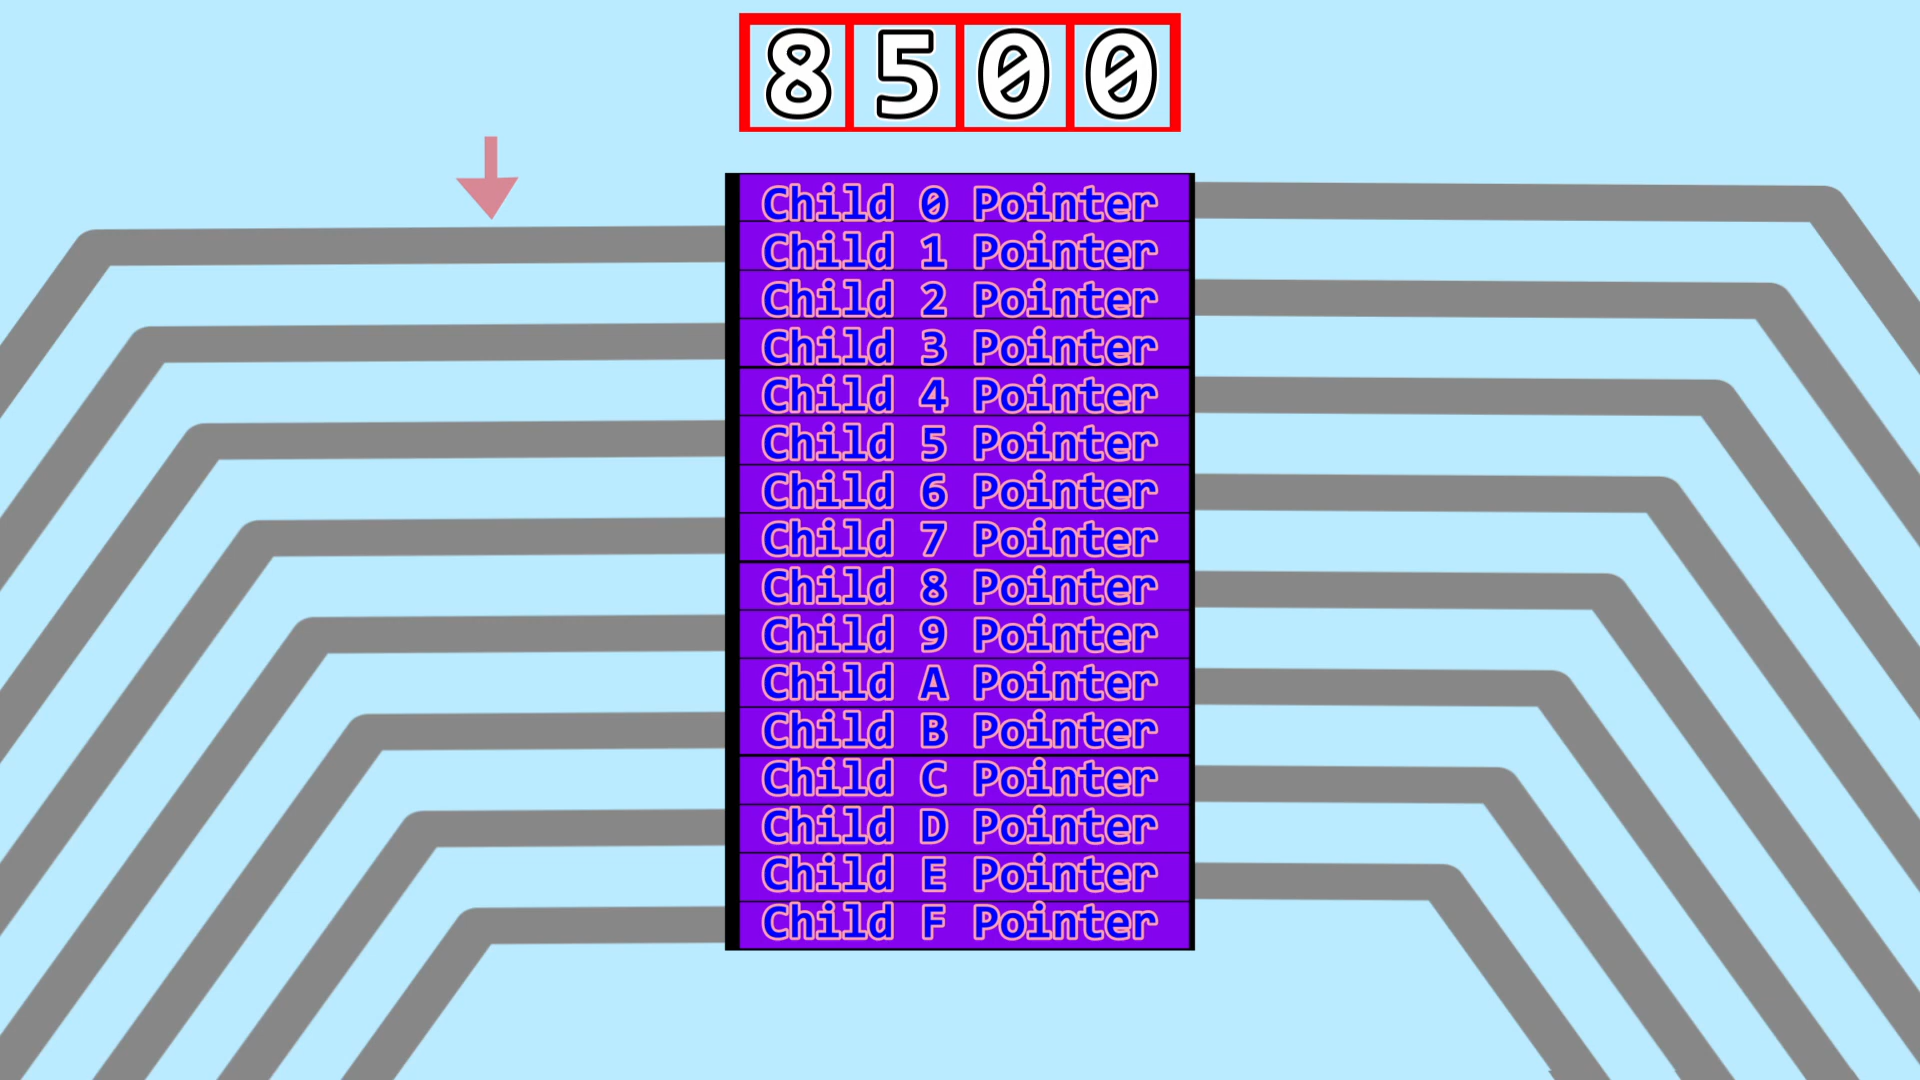 8500
Child 0 Pointer
Child 1 Pointer
Child 2 Pointer
Child 3 Pointer
Child 4 Pointer
Child 5 Pointer
Child 6 Pointer
Child 7 Pointer
Child 8 Pointer
Child 9 Pointer
Child A Pointer
Child B Pointer
Child C Pointer
Child D Pointer
Child E Pointer
Child F Pointer